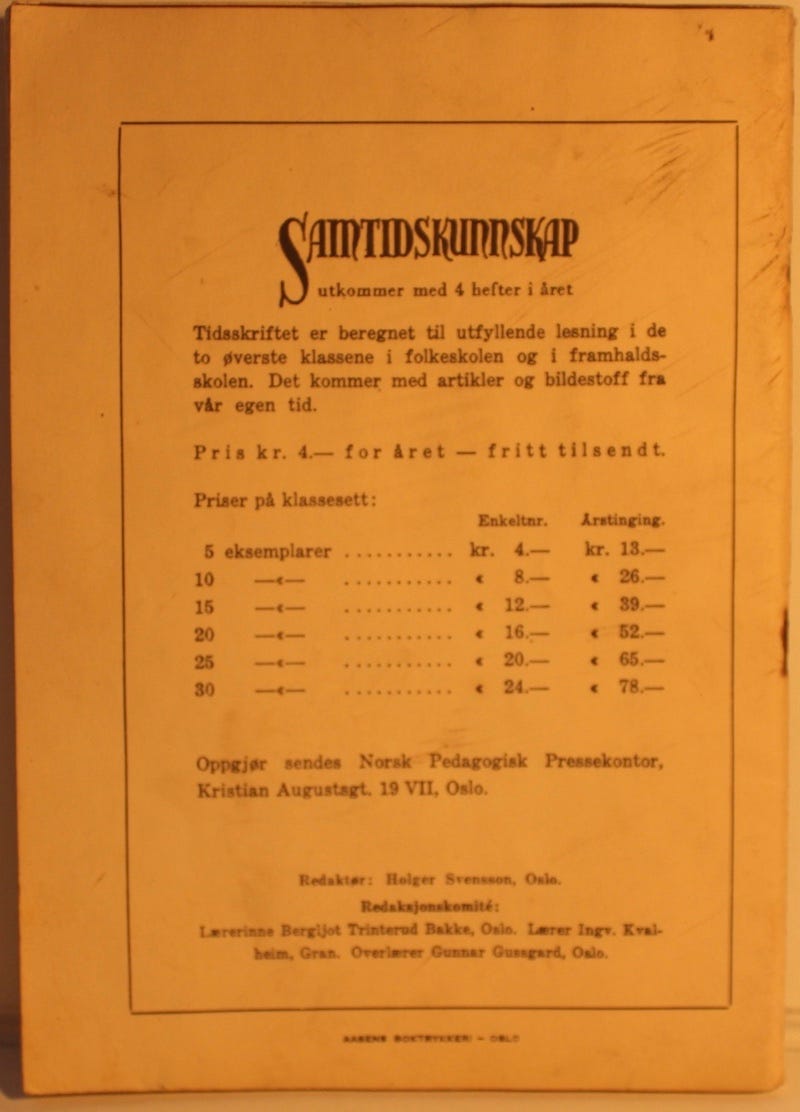 SAMTIDSKUNNSKAP
utkommer med 4 hefter i året
Tidsskriftet er beregnet til utfyllende lesning i de
to øverste klassene i folkeskolen og i framhalds-
skolen. Det kommer med artikler og bildestoff fra
vår egen tid.
Pris kr. 4.— for året — fritt tilsendt.
Priser på klassesett:
Enkeltnr. Årstinging.
5 eksemplarer ........... kr. 4.— kr. 13.—
10 —«— ........... « 8.— « 26.—
15 —«— ........... « 12.— « 39.—
20 —«— ........... « 16.— « 52.—
25 —«— ........... « 20.— « 65.—
30 —«— ........... « 24.— « 78.—
Oppgjør sendes Norsk Pedagogisk Pressekontor,
Kristian Augustsgt. 19 VII, Oslo.
Redaktør: Holger Svensson, Oslo.
Redaksjonskomité:
Lærerinne Bergljot Trinterud Bakke, Oslo. Lærer Ingv. Kval-
heim, Gran. Overlærer Gunnar Gussgard, Oslo.
AASENS BOKTRYKKERI – OSLO